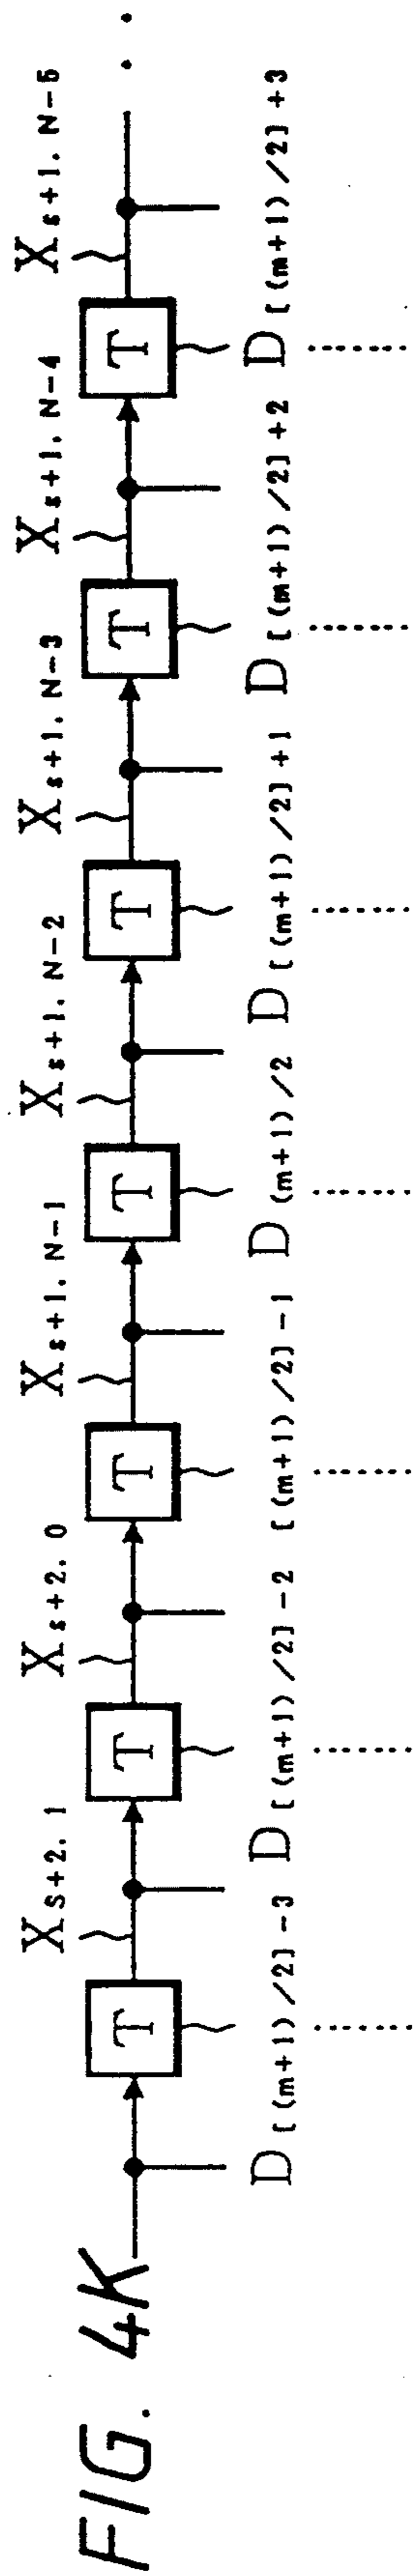 FIG. 4K
X s+2. 1
X s+2. 0
X s+1. N-1
X s+1. N-2
X s+1. N-3
X s+1. N-4
X s+1. N-5
T T T T T T T
D [(m+1)/2]-3
D [(m+1)/2]-2
[(m+1)/2]-1
D (m+1)/2
D [(m+1)/2]+1
D [(m+1)/2]+2
D [(m+1)/2]+3